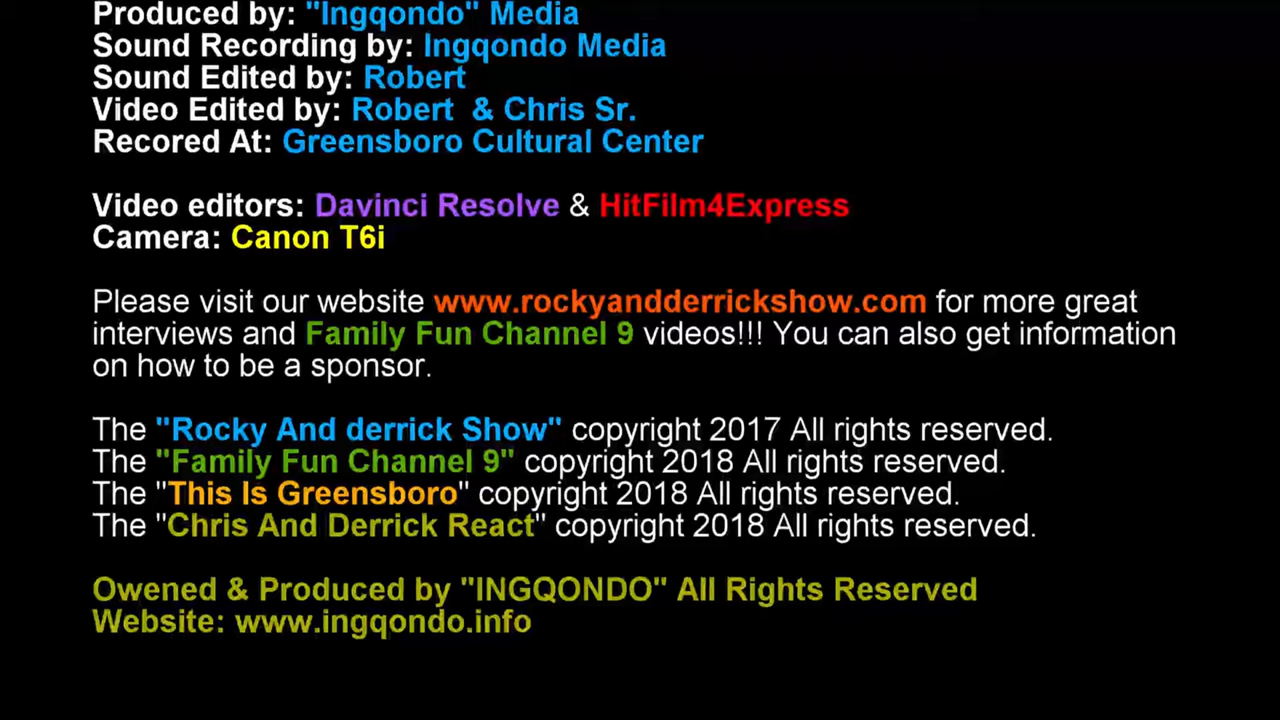 Produced by: "Ingqondo" Media
Sound Recording by: Ingqondo Media
Sound Edited by: Robert
Video Edited by: Robert & Chris Sr.
Recored At: Greensboro Cultural Center
Video editors: Davinci Resolve & HitFilm4Express
Camera: Canon T6i
Please visit our website www.rockyandderrickshow.com for more great
interviews and Family Fun Channel 9 videos!!! You can also get information
on how to be a sponsor.
The "Rocky And derrick Show" copyright 2017 All rights reserved.
The "Family Fun Channel 9" copyright 2018 All rights reserved.
The "This Is Greensboro" copyright 2018 All rights reserved.
The "Chris And Derrick React" copyright 2018 All rights reserved.
Owened & Produced by "INGQONDO" All Rights Reserved
Website: www.ingqondo.info